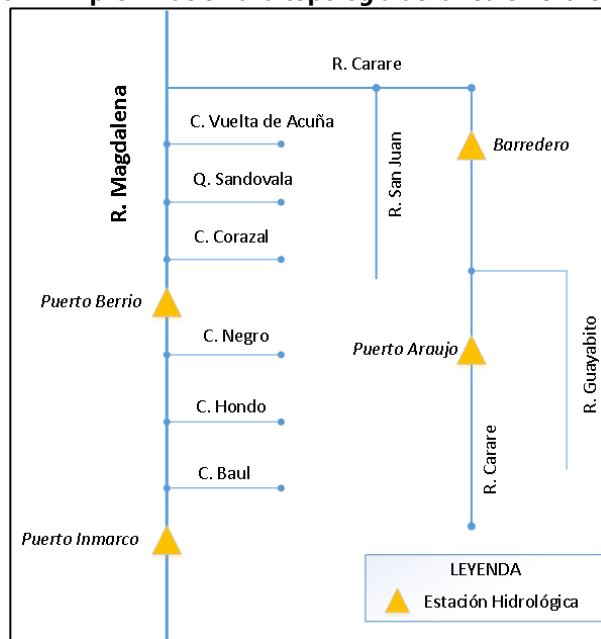 R. Carare
C. Vuelta de Acuña
Barredero
R. Magdalena
Q. Sandovala
R. San Juan
C. Corazal
Puerto Berrio
C. Negro
Puerto Araujo
R. Guayabito
C. Hondo
C. Baul
R. Carare
Puerto Inmarco
LEYENDA
Estación Hidrológica